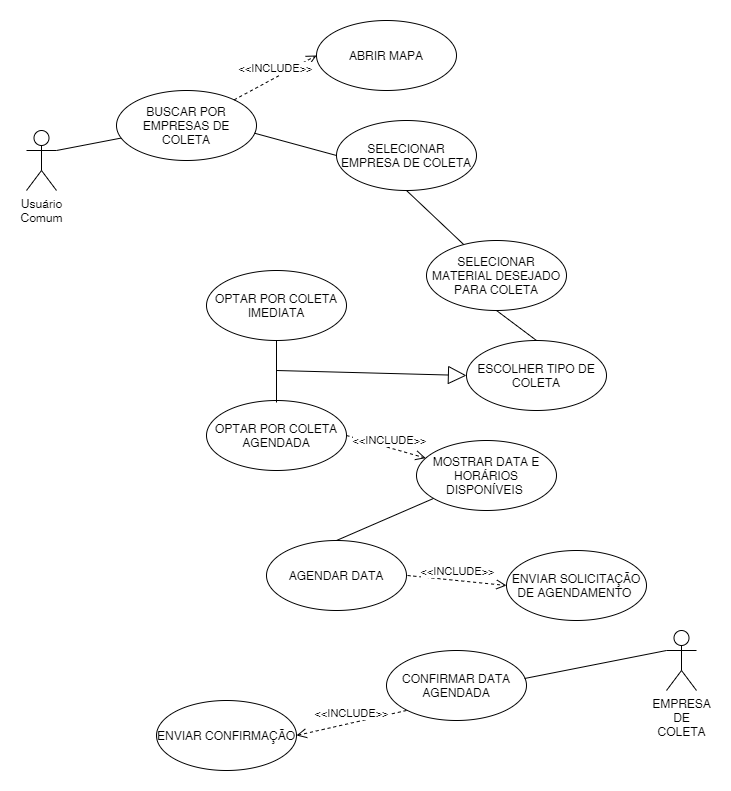 ABRIR MAPA
<<INCLUDE>>
BUSCAR POR
EMPRESAS DE
COLETA
SELECIONAR
EMPRESA DE COLETA
Usuário
Comum
SELECIONAR
MATERIAL DESEJADO
PARA COLETA
OPTAR POR COLETA
IMEDIATA
ESCOLHER TIPO DE
COLETA
OPTAR POR COLETA
AGENDADA
<<INCLUDE>>
MOSTRAR DATA E
HORÁRIOS
DISPONÍVEIS
AGENDAR DATA
<<INCLUDE>>
ENVIAR SOLICITAÇÃO
DE AGENDAMENTO
CONFIRMAR DATA
AGENDADA
EMPRESA
DE
COLETA
<<INCLUDE>>
ENVIAR CONFIRMAÇÃO